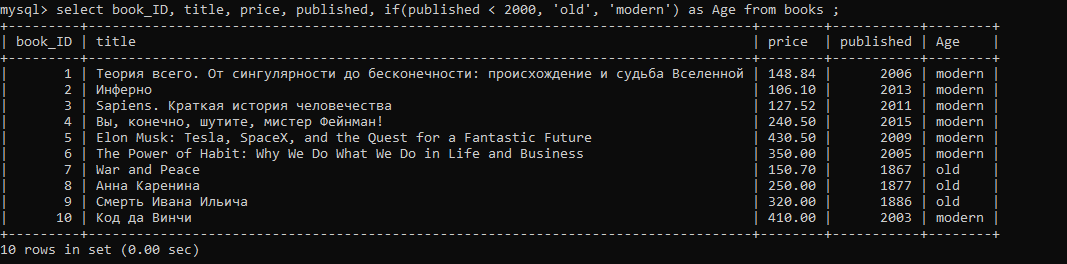 mysql> select book_ID, title, price, published, if(published < 2000, 'old', 'modern') as Age from books ;
+---------+----------------------------------------------------------------------------------+--------+-----------+--------+
| book_ID | title | price | published | Age |
+---------+----------------------------------------------------------------------------------+--------+-----------+--------+
| 1 | Теория всего. От сингулярности до бесконечности: происхождение и судьба Вселенной | 148.84 | 2006 | modern |
| 2 | Инферно | 106.10 | 2013 | modern |
| 3 | Sapiens. Краткая история человечества | 127.52 | 2011 | modern |
| 4 | Вы, конечно, шутите, мистер Фейнман! | 240.50 | 2015 | modern |
| 5 | Elon Musk: Tesla, SpaceX, and the Quest for a Fantastic Future | 430.50 | 2009 | modern |
| 6 | The Power of Habit: Why We Do What We Do in Life and Business | 350.00 | 2005 | modern |
| 7 | War and Peace | 150.70 | 1867 | old |
| 8 | Анна Каренина | 250.00 | 1877 | old |
| 9 | Смерть Ивана Ильича | 320.00 | 1886 | old |
| 10 | Код да Винчи | 410.00 | 2003 | modern |
+---------+----------------------------------------------------------------------------------+--------+-----------+--------+
10 rows in set (0.00 sec)